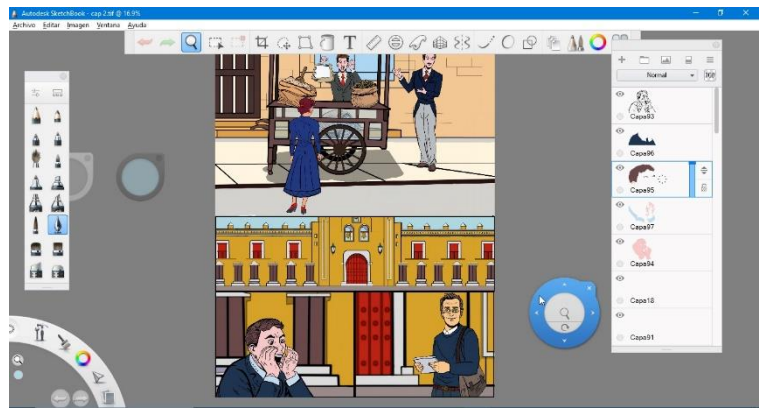 Autodesk SketchBook - cap 2.tif @ 16.9%
Archivo Editar Imagen Ventana Ayuda
T
Normal
Capa93
Capa96
Capa95
Capa97
Capa94
Capa18
Capa91